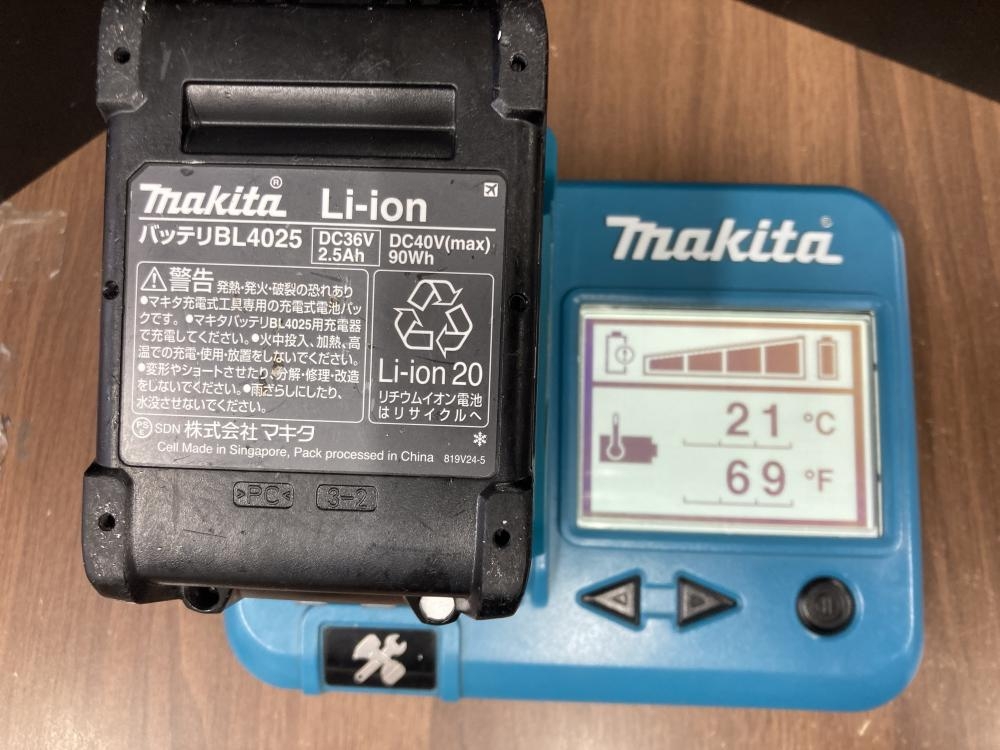 makita® Li-ion
バッテリBL4025
DC36V
2.5Ah
DC40V(max)
90Wh
警告 発熱・発火・破裂の恐れあり
●マキタ充電式工具専用の充電式電池パッ
クです。●マキタバッテリBL4025用充電器
で充電してください。●火中投入、加熱、高
温での充電・使用・放置をしないでください。
●変形やショートさせたり、分解・修理・改造
をしないでください。●雨ざらしにしたり、
水没させないでください。
Li-ion 20
リチウムイオン電池
はリサイクルへ
PS
E SDN 株式会社 マキタ
Cell Made in Singapore, Pack processed in China 819V24-5
>PC<
3-2
makita®
21 °C
69 °F